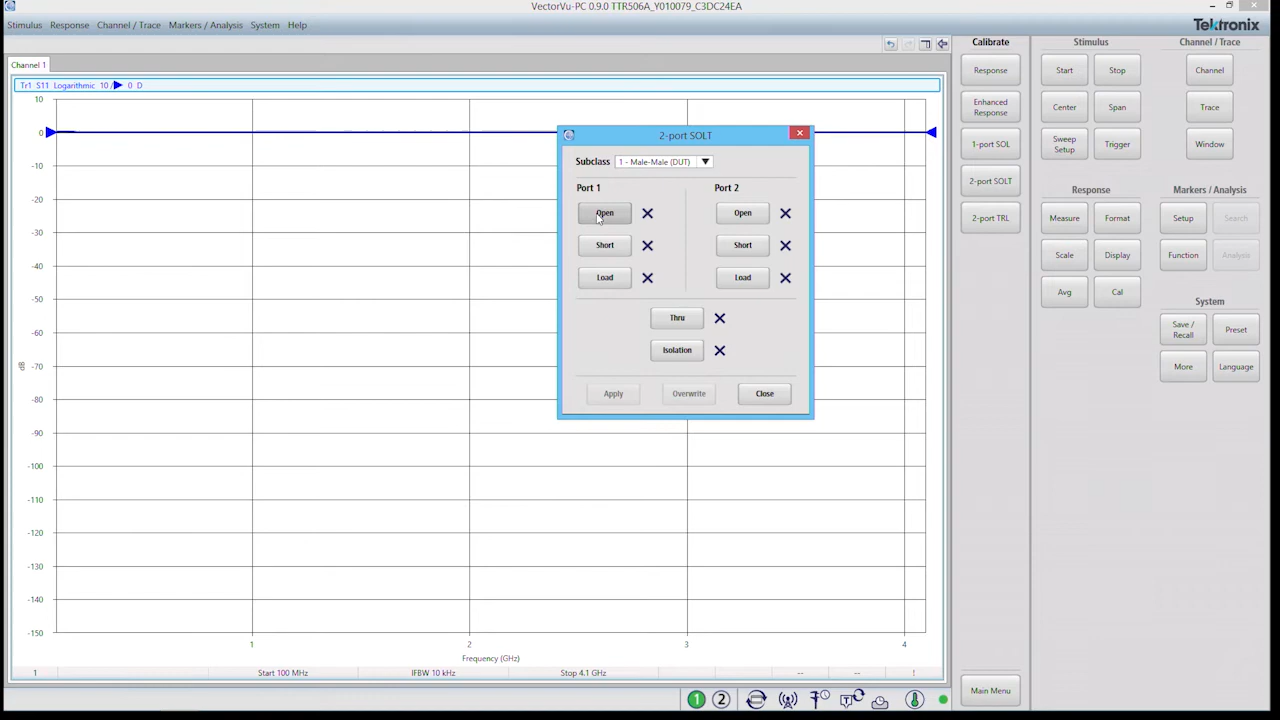 VectorVu-PC 0.9.0 TTR506A_Y010079_C3DC24EA
Stimulus Response Channel / Trace Markers / Analysis System Help
Tektronix
Channel 1
Tr1 S11 Logarithmic 10 / 0 D
10
0
-10
-20
-30
-40
-50
-60
-70
-80
-90
-100
-110
-120
-130
-140
-150
dB
1 2 3 4
Frequency (GHz)
1 Start 100 MHz IFBW 10 kHz Stop 4.1 GHz -- -- !
2-port SOLT
Subclass 1 - Male-Male (DUT)
Port 1 Port 2
Open Open
Short Short
Load Load
Thru
Isolation
Apply Overwrite Close
Calibrate
Response
Enhanced
Response
1-port SOL
2-port SOLT
2-port TRL
Main Menu
Stimulus
Start Stop
Center Span
Sweep
Setup
Trigger
Response
Measure Format
Scale Display
Avg Cal
Channel / Trace
Channel
Trace
Window
Markers / Analysis
Setup Search
Function Analysis
System
Save /
Recall
Preset
More Language
1 2